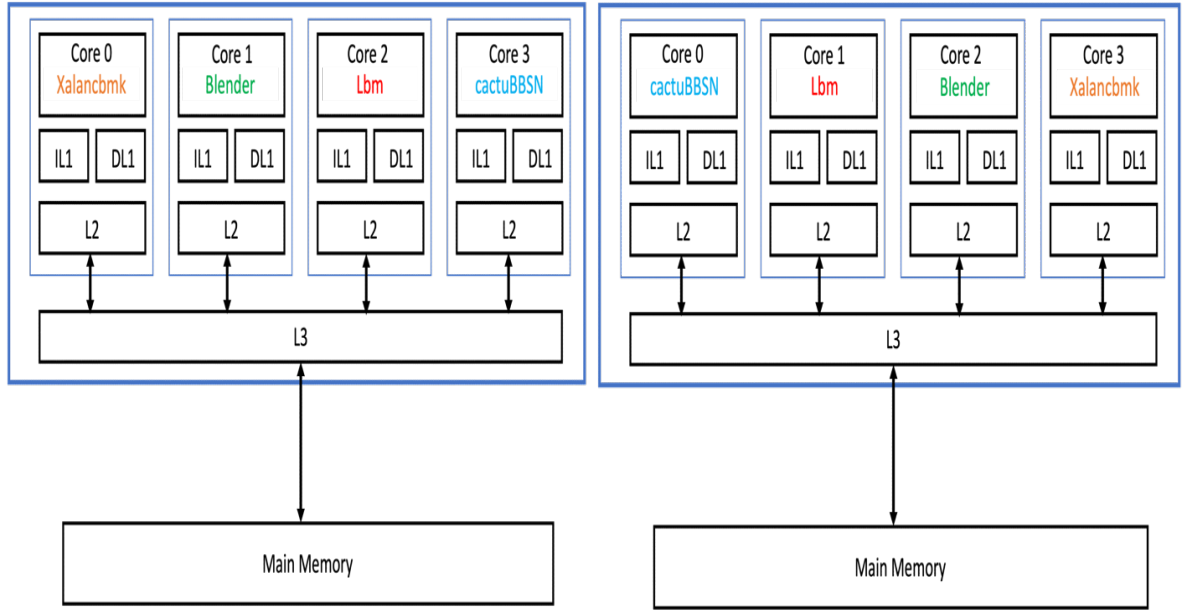 Core 0
Xalancbmk
Core 1
Blender
Core 2
Lbm
Core 3
cactuBBSN
IL1 DL1 IL1 DL1 IL1 DL1 IL1 DL1
L2 L2 L2 L2
L3
Main Memory
Core 0
cactuBBSN
Core 1
Lbm
Core 2
Blender
Core 3
Xalancbmk
IL1 DL1 IL1 DL1 IL1 DL1 IL1 DL1
L2 L2 L2 L2
L3
Main Memory